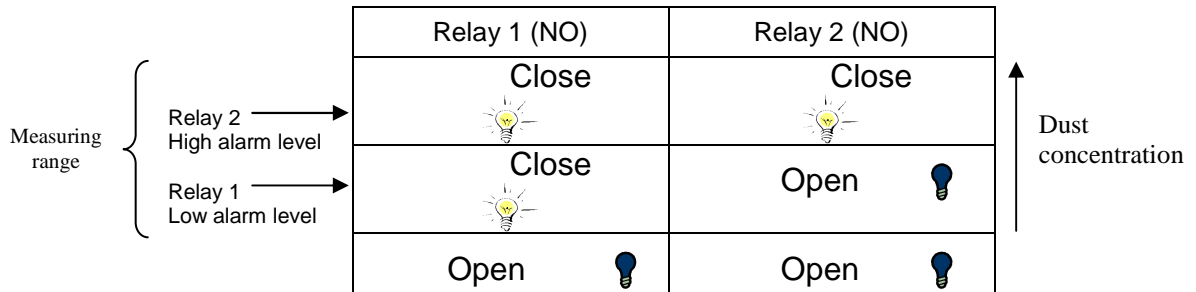 Relay 1 (NO)
Relay 2 (NO)
Close
Close
Relay 2
High alarm level
Measuring
range
Dust
concentration
Close
Open
Relay 1
Low alarm level
Open
Open